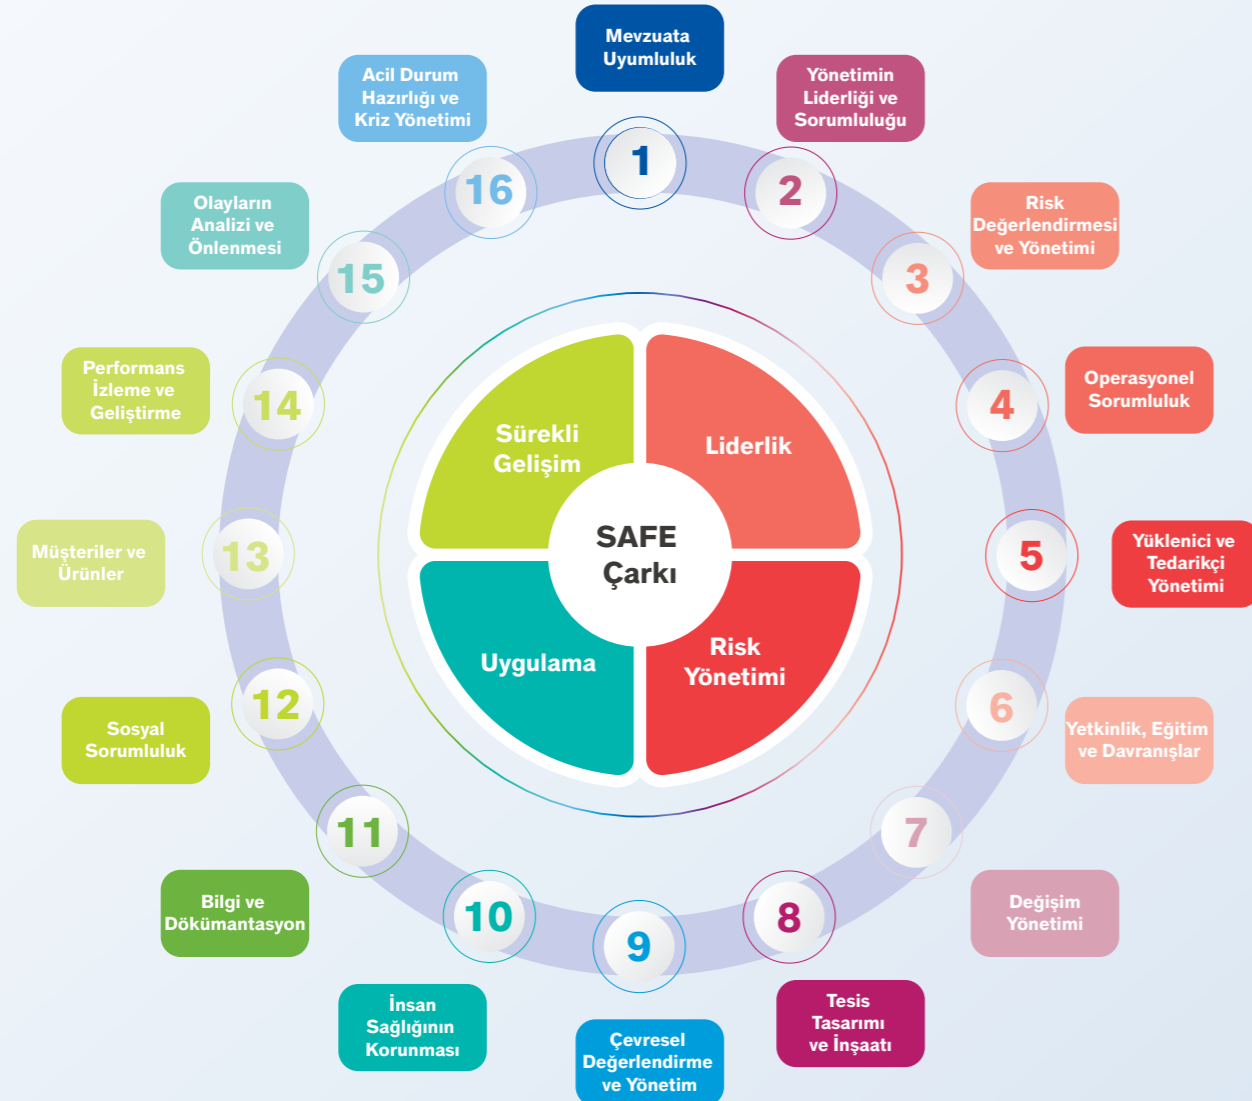 Mevzuata
Uyumluluk
1
Yönetimin
Liderliği ve
Sorumluluğu
2
Risk
Değerlendirmesi
ve Yönetimi
3
Operasyonel
Sorumluluk
4
Yüklenici ve
Tedarikçi
Yönetimi
5
Yetkinlik, Eğitim
ve Davranışlar
6
Değişim
Yönetimi
7
Tesis
Tasarımı
ve İnşaatı
8
Çevresel
Değerlendirme
ve Yönetim
9
İnsan
Sağlığının
Korunması
10
Bilgi ve
Dökümantasyon
11
Sosyal
Sorumluluk
12
Müşteriler ve
Ürünler
13
Performans
İzleme ve
Geliştirme
14
Olayların
Analizi ve
Önlenmesi
15
Acil Durum
Hazırlığı ve
Kriz Yönetimi
16
Sürekli
Gelişim
Liderlik
SAFE
Çarkı
Uygulama
Risk
Yönetimi